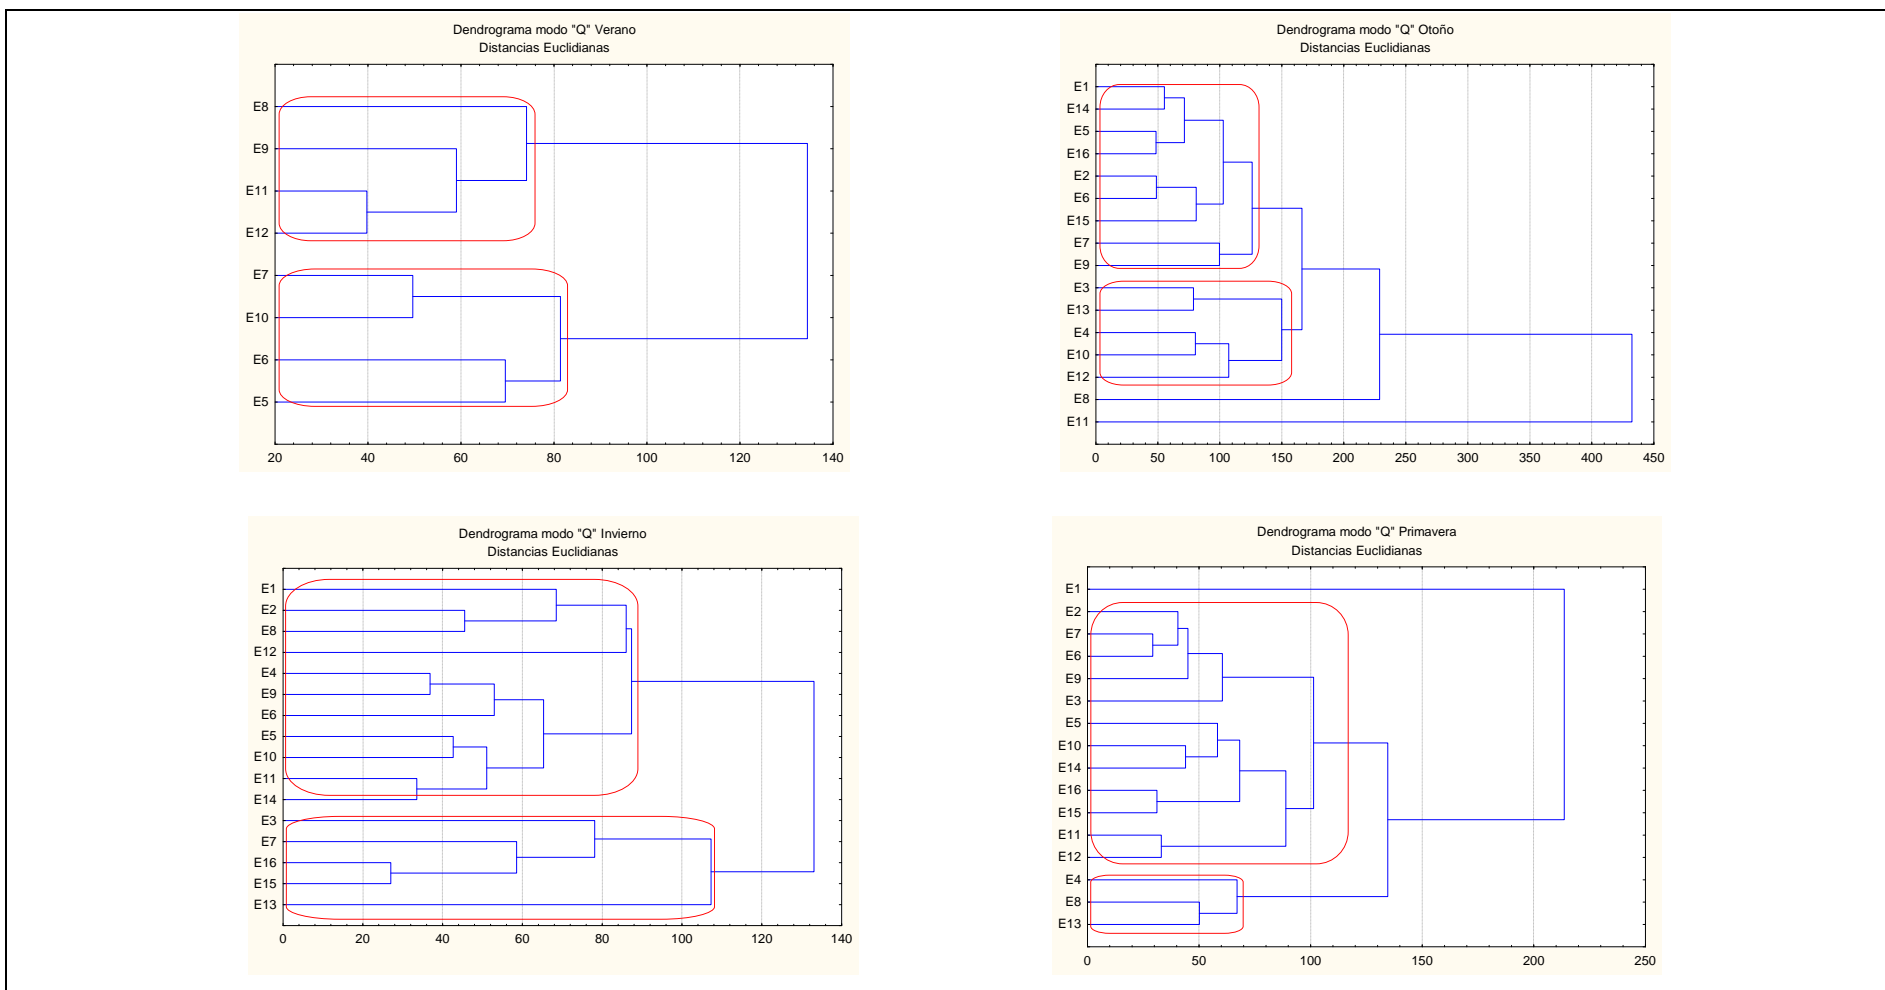 Dendrograma modo "Q" Verano
Distancias Euclidianas
E8
E9
E11
E12
E7
E10
E6
E5
20 40 60 80 100 120 140
Dendrograma modo "Q" Otoño
Distancias Euclidianas
E1
E14
E5
E16
E2
E6
E15
E7
E9
E3
E13
E4
E10
E12
E8
E11
0 50 100 150 200 250 300 350 400 450
Dendrograma modo "Q" Invierno
Distancias Euclidianas
E1
E2
E8
E12
E4
E9
E6
E5
E10
E11
E14
E3
E7
E16
E15
E13
0 20 40 60 80 100 120 140
Dendrograma modo "Q" Primavera
Distancias Euclidianas
E1
E2
E7
E6
E9
E3
E5
E10
E14
E16
E15
E11
E12
E4
E8
E13
0 50 100 150 200 250